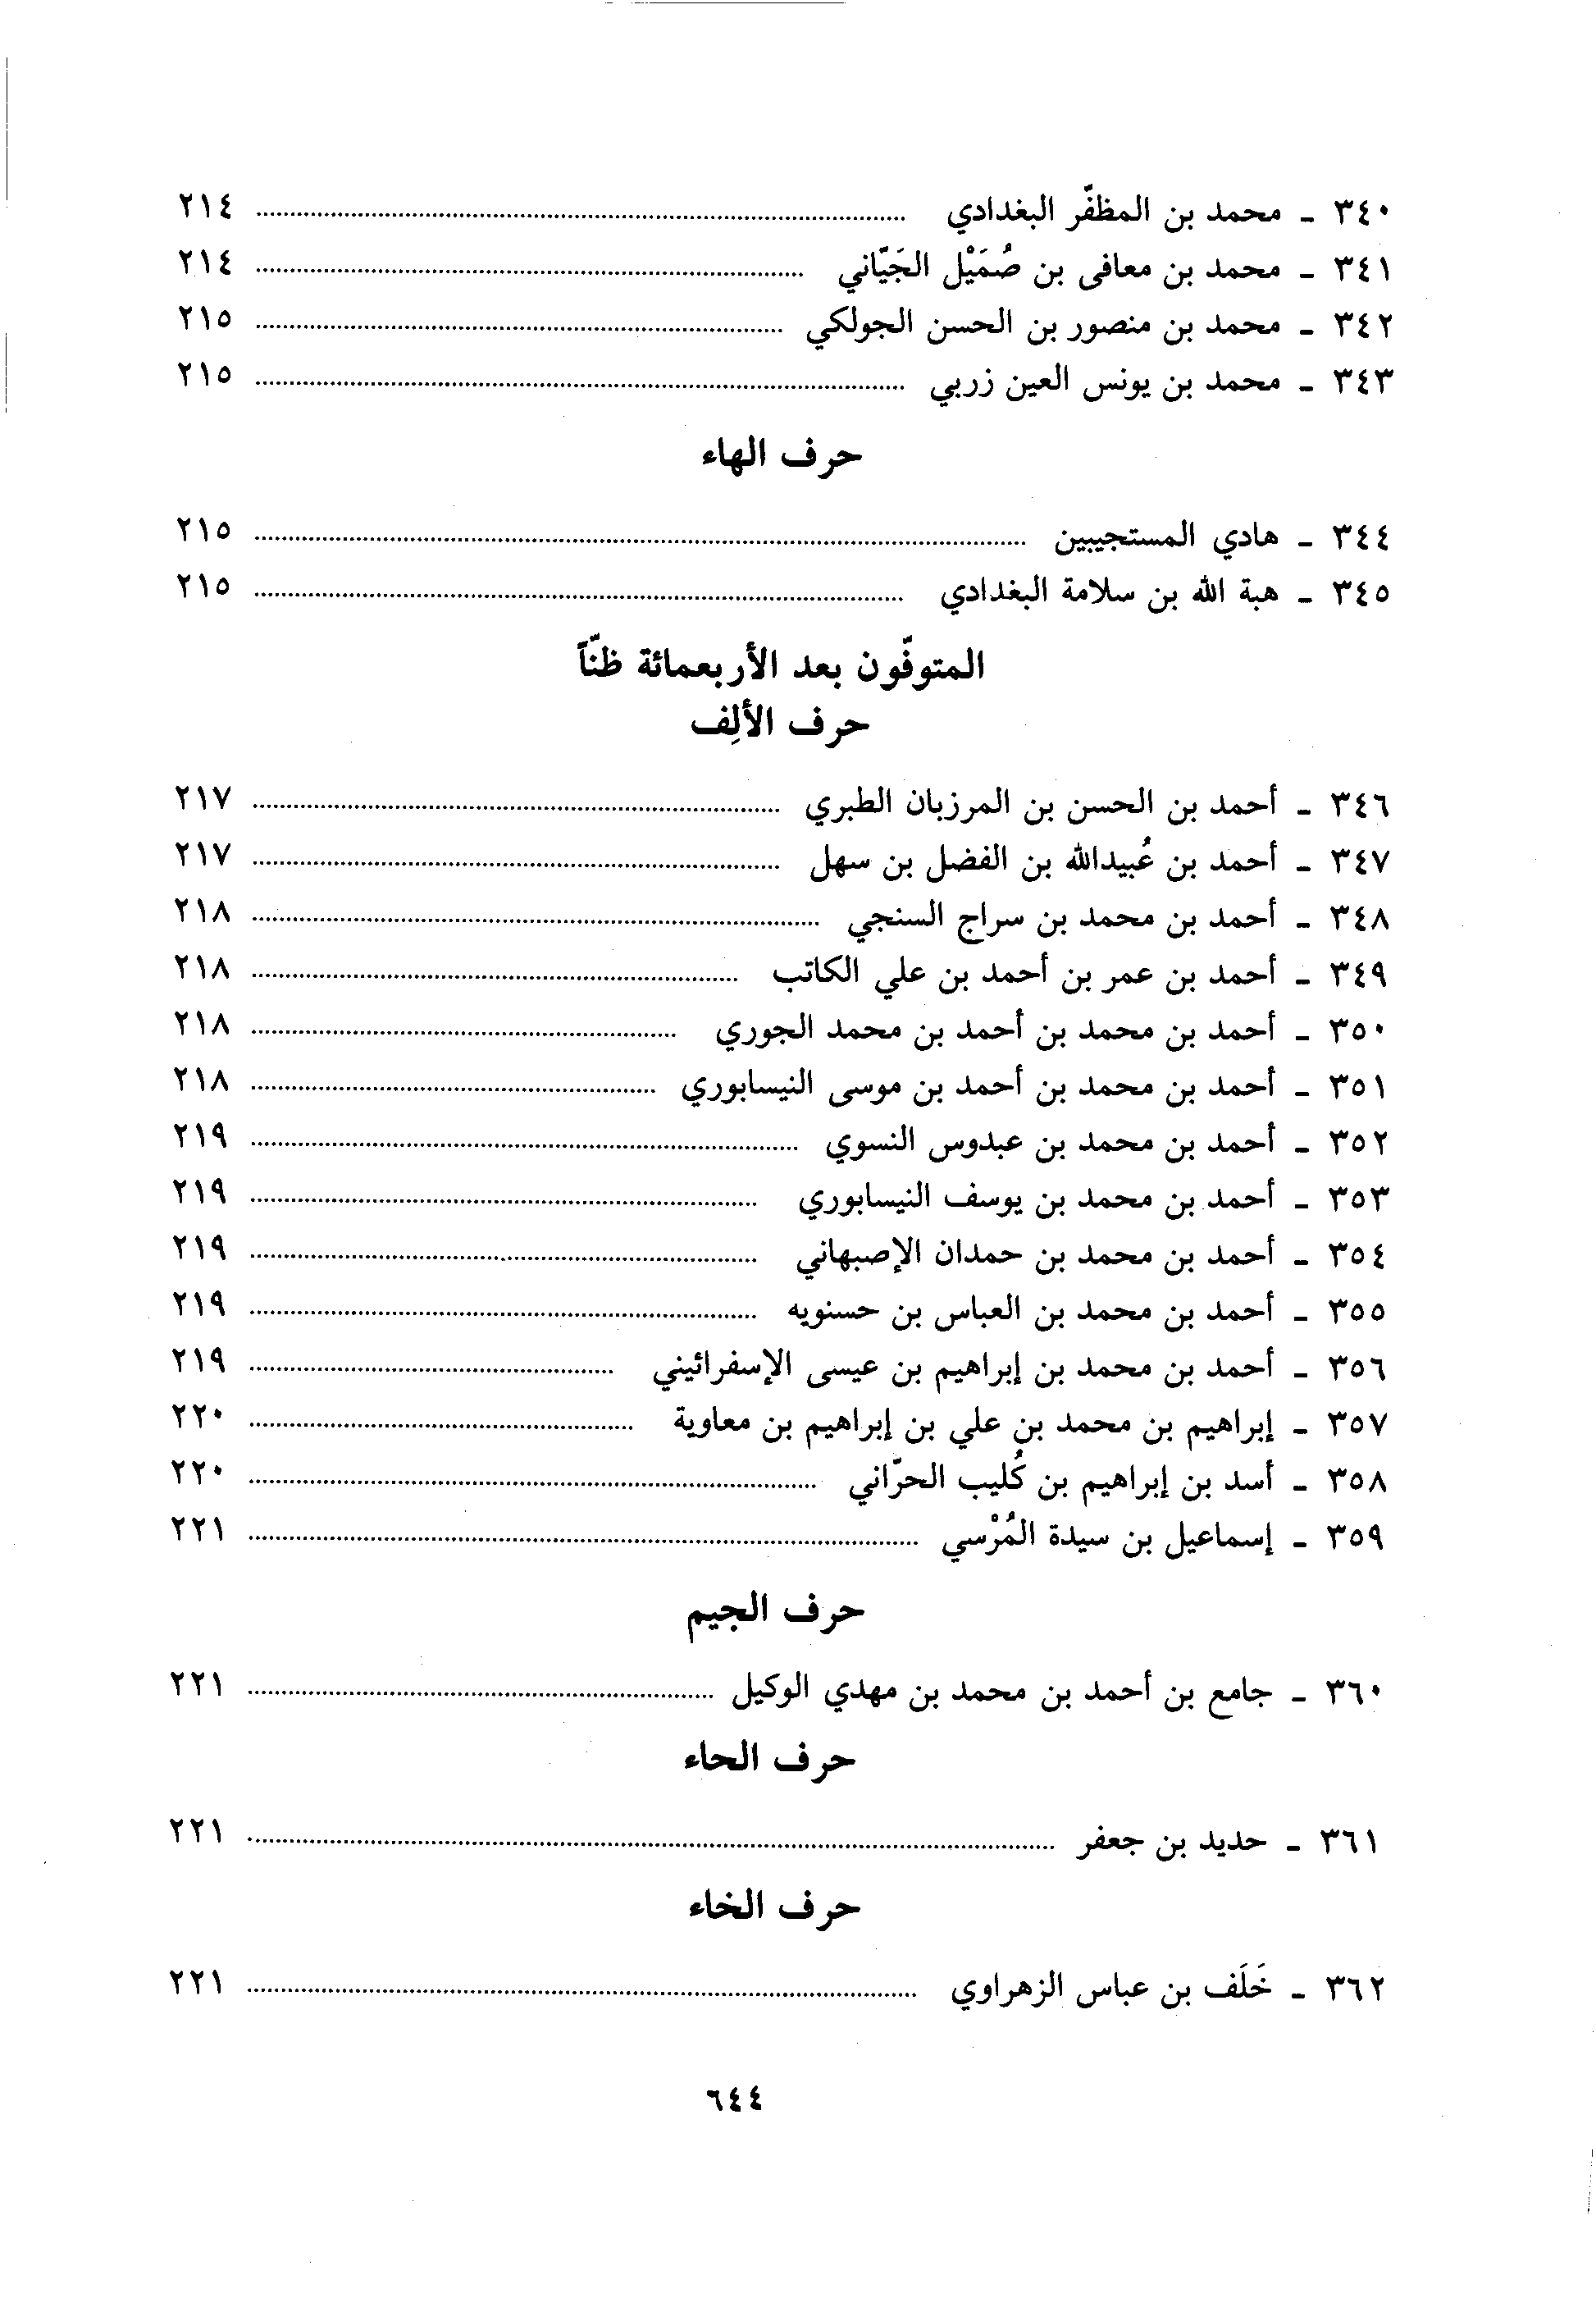 ٣٤٠ - محمد بن المظفّر البغدادي ........ ٢١٤
٣٤١ - محمد بن معافى بن صُمَيْل الجَيّاني ........ ٢١٤
٣٤٢ - محمد بن منصور بن الحسن الجولكي ........ ٢١٥
٣٤٣ - محمد بن يونس العين زربي ........ ٢١٥
حرف الهاء
٣٤٤ - هادي المستجيبين ........ ٢١٥
٣٤٥ - هبة الله بن سلامة البغدادي ........ ٢١٥
المتوفّون بعد الأربعمائة ظنّاً
حرف الألِف
٣٤٦ - أحمد بن الحسن بن المرزبان الطبري ........ ٢١٧
٣٤٧ - أحمد بن عُبيدالله بن الفضل بن سهل ........ ٢١٧
٣٤٨ - أحمد بن محمد بن سراج السنجي ........ ٢١٨
٣٤٩ - أحمد بن عمر بن أحمد بن علي الكاتب ........ ٢١٨
٣٥٠ - أحمد بن محمد بن أحمد بن محمد الجوري ........ ٢١٨
٣٥١ - أحمد بن محمد بن أحمد بن موسى النيسابوري ........ ٢١٨
٣٥٢ - أحمد بن محمد بن عبدوس النسوي ........ ٢١٩
٣٥٣ - أحمد بن محمد بن يوسف النيسابوري ........ ٢١٩
٣٥٤ - أحمد بن محمد بن حمدان الإصبهاني ........ ٢١٩
٣٥٥ - أحمد بن محمد بن العباس بن حسنويه ........ ٢١٩
٣٥٦ - أحمد بن محمد بن إبراهيم بن عيسى الإسفرائيني ........ ٢١٩
٣٥٧ - إبراهيم بن محمد بن علي بن إبراهيم بن معاوية ........ ٢٢٠
٣٥٨ - أسد بن إبراهيم بن كُليب الحرّاني ........ ٢٢٠
٣٥٩ - إسماعيل بن سيدة المُرْسي ........ ٢٢١
حرف الجيم
٣٦٠ - جامع بن أحمد بن محمد بن مهدي الوكيل ........ ٢٢١
حرف الحاء
٣٦١ - حديد بن جعفر ........ ٢٢١
حرف الخاء
٣٦٢ - خَلَف بن عباس الزهراوي ........ ٢٢١
٦٤٤